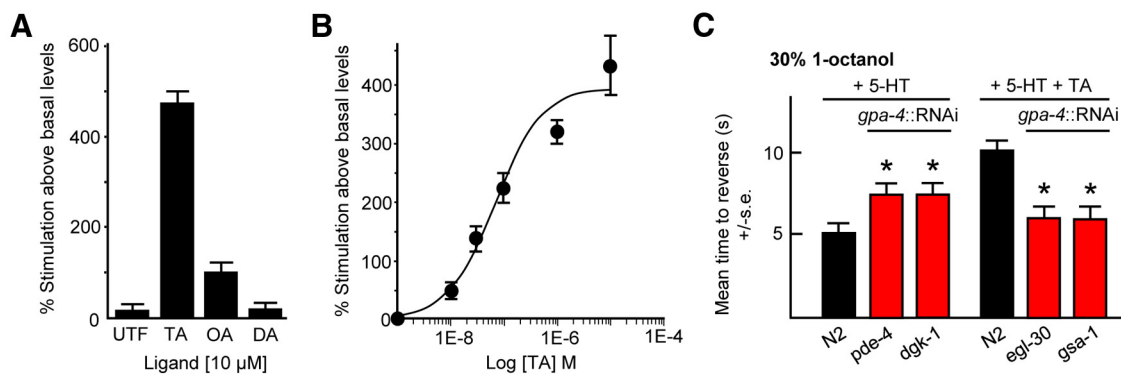 A
% Stimulation above basal levels
600
400
200
0
UTF TA OA DA
Ligand [10 µM]
B
% Stimulation above basal levels
400
300
200
100
0
1E-8 1E-6 1E-4
Log [TA] M
C
30% 1-octanol
+ 5-HT + 5-HT + TA
gpa-4::RNAi gpa-4::RNAi
Mean time to reverse (s)
+/-s.e.
10
5
* * * *
N2 pde-4 dgk-1 N2 egl-30 gsa-1